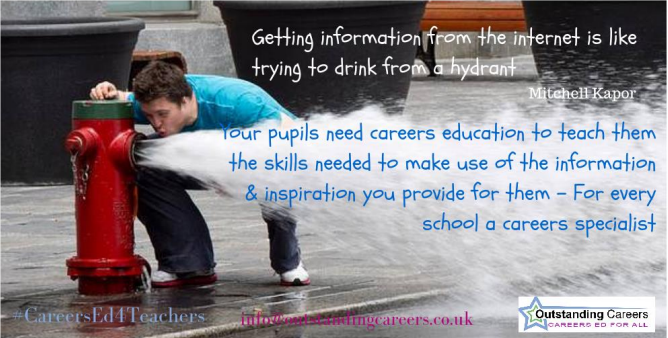 Getting information from the internet is like
trying to drink from a hydrant
Mitchell Kapor
Your pupils need careers education to teach them
the skills needed to make use of the information
& inspiration you provide for them - For every
school a careers specialist
#CareersEd4Teachers
info@outstandingcareers.co.uk
Outstanding Careers
CAREERS ED FOR ALL